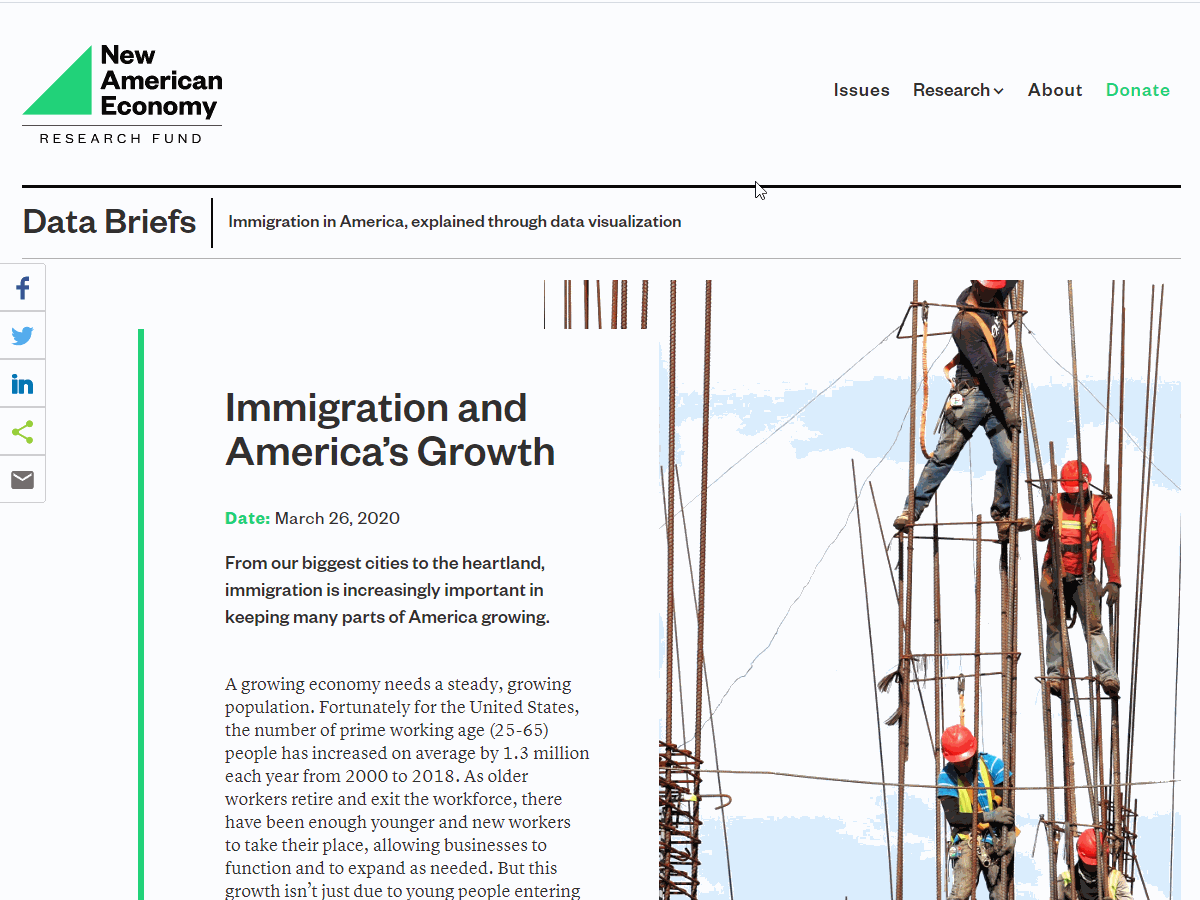 New
American
Economy
RESEARCH FUND
Issues Research About Donate
Data Briefs
Immigration in America, explained through data visualization
Immigration and
America’s Growth
Date: March 26, 2020
From our biggest cities to the heartland,
immigration is increasingly important in
keeping many parts of America growing.
A growing economy needs a steady, growing
population. Fortunately for the United States,
the number of prime working age (25-65)
people has increased on average by 1.3 million
each year from 2000 to 2018. As older
workers retire and exit the workforce, there
have been enough younger and new workers
to take their place, allowing businesses to
function and to expand as needed. But this
growth isn’t just due to young people entering